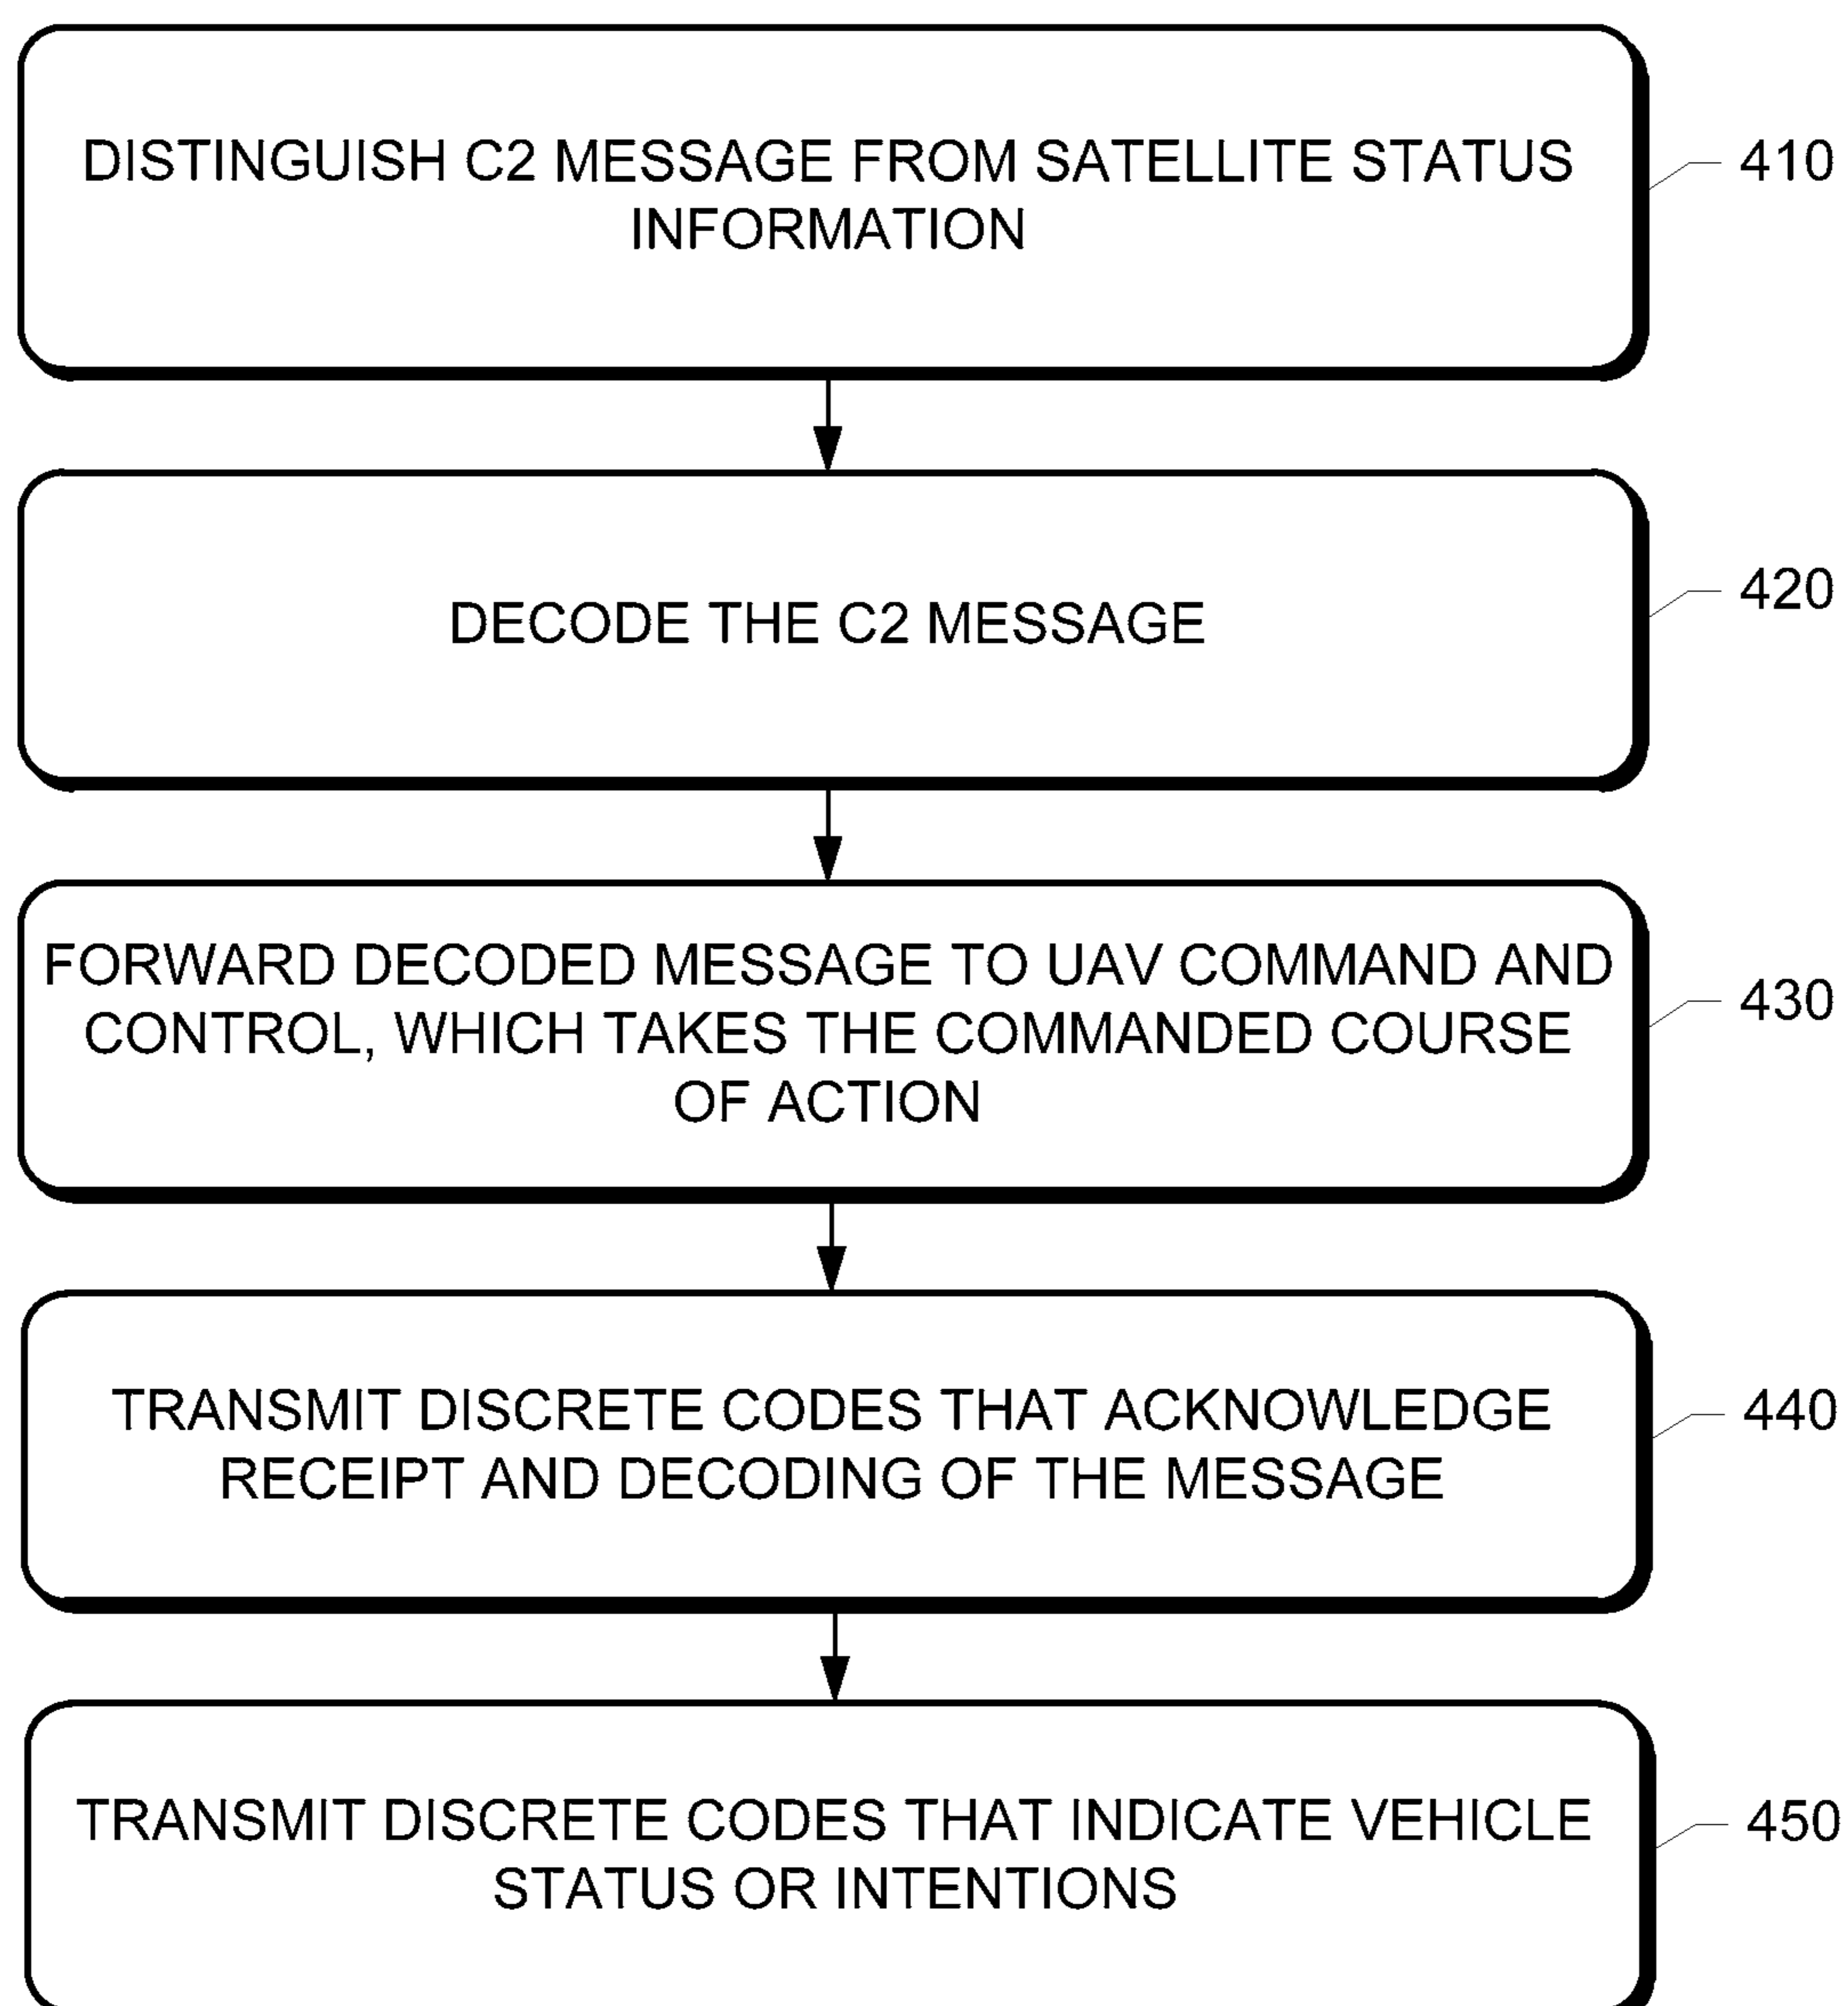 DISTINGUISH C2 MESSAGE FROM SATELLITE STATUS
INFORMATION
410
DECODE THE C2 MESSAGE
420
FORWARD DECODED MESSAGE TO UAV COMMAND AND
CONTROL, WHICH TAKES THE COMMANDED COURSE
OF ACTION
430
TRANSMIT DISCRETE CODES THAT ACKNOWLEDGE
RECEIPT AND DECODING OF THE MESSAGE
440
TRANSMIT DISCRETE CODES THAT INDICATE VEHICLE
STATUS OR INTENTIONS
450